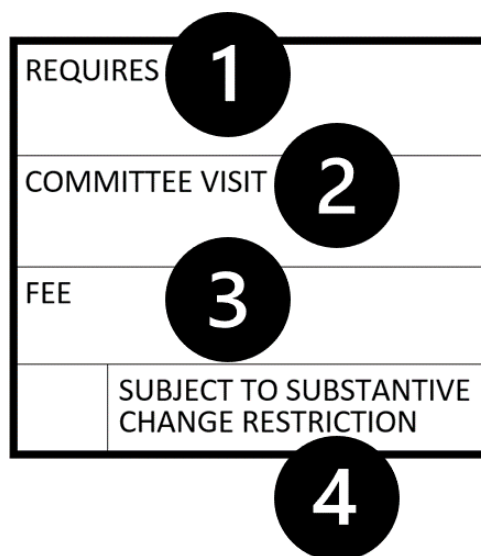 REQUIRES 1
COMMITTEE VISIT 2
FEE 3
SUBJECT TO SUBSTANTIVE
CHANGE RESTRICTION
4